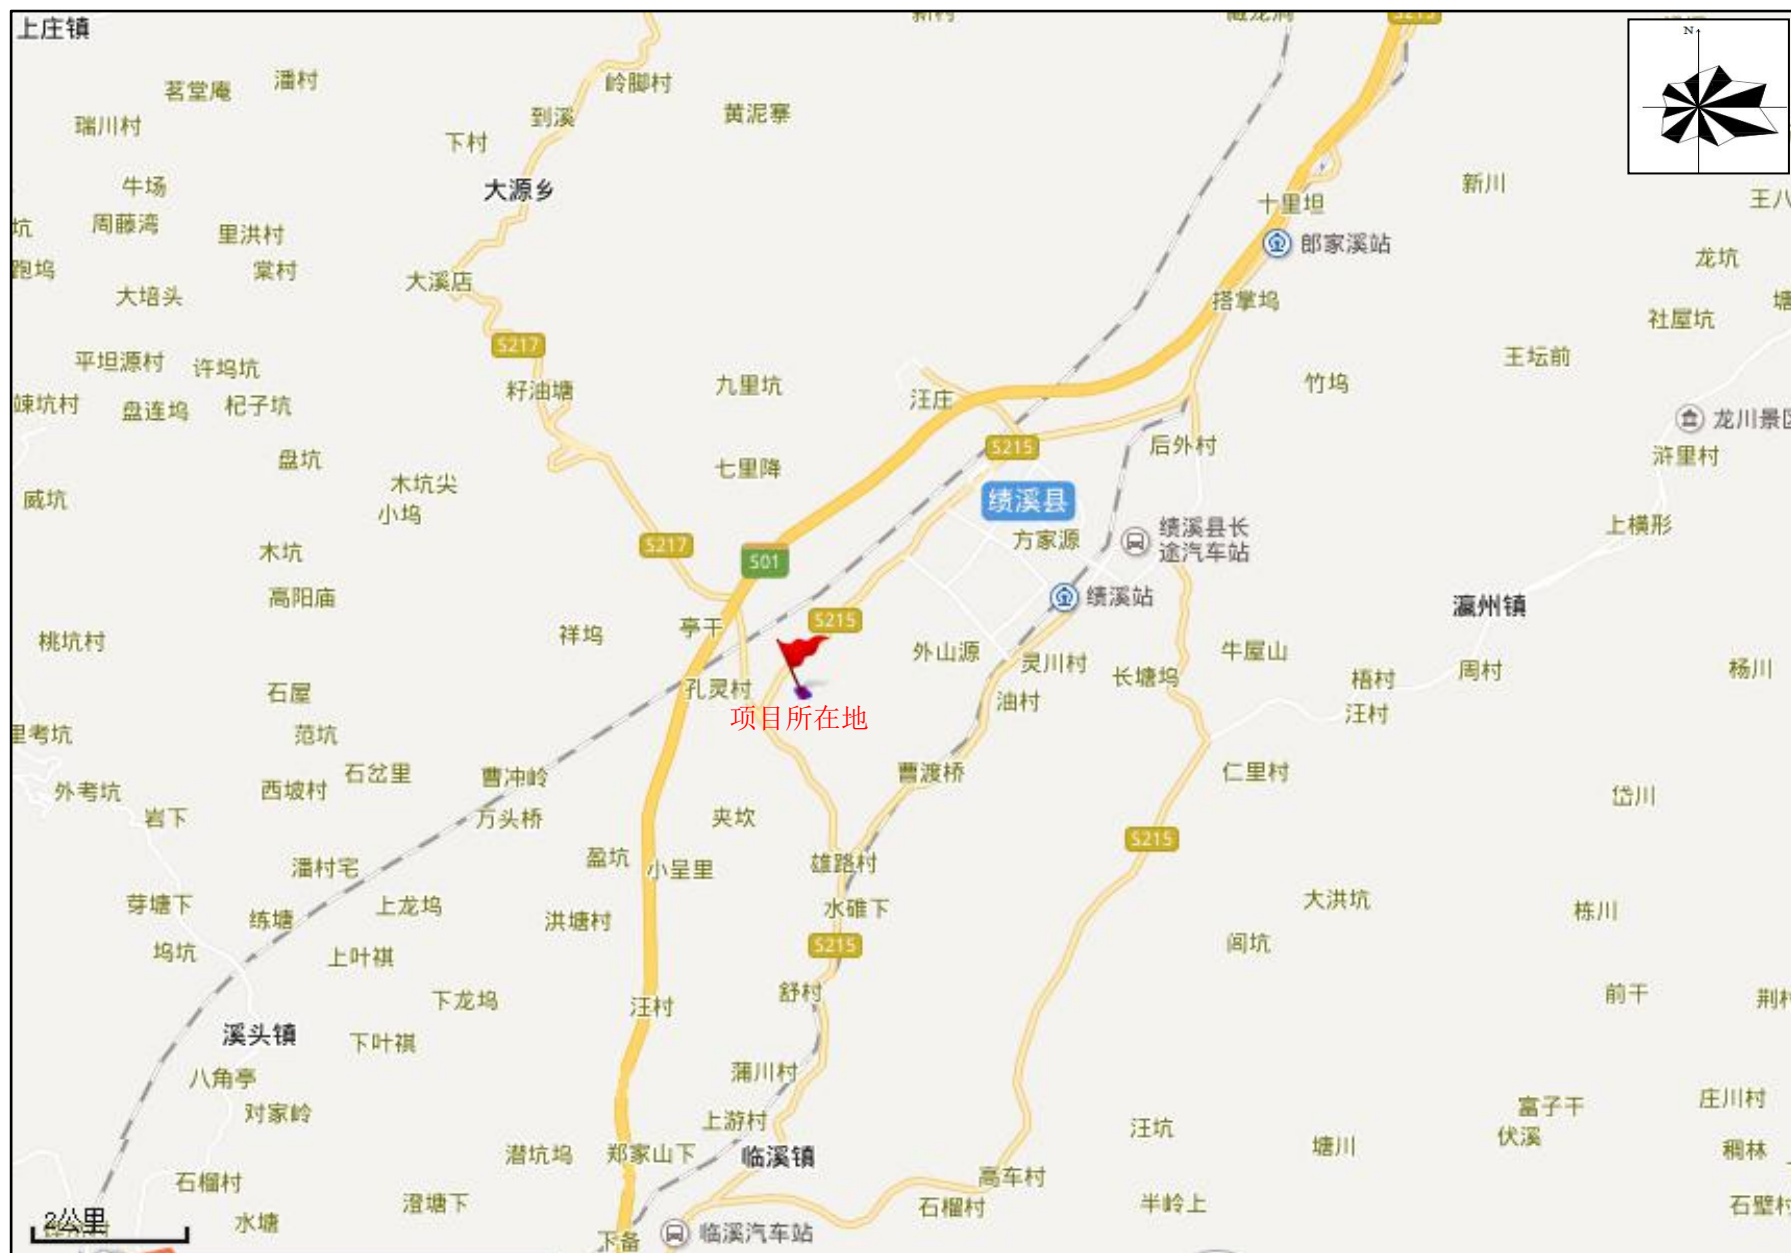 上庄镇
N
S215
茗堂庵
潘村
岭脚村
黄泥寨
到溪
瑞川村
下村
大源乡
牛场
周藤湾
里洪村
坑
跑坞
棠村
大培头
大溪店
新川
王八
十里坦
郎家溪站
龙坑
搭掌坞
塘
社屋坑
王坛前
S217
平坦源村
许坞坑
籽油塘
九里坑
汪庄
竹坞
盘连坞
杞子坑
龙川景区
S215
后外村
浒里村
盘坑
七里降
木坑尖
小坞
威坑
绩溪县
方家源
绩溪县长
途汽车站
上横形
S217
S01
木坑
高阳庙
绩溪站
瀛州镇
S215
桃坑村
祥坞
亭干
外山源
灵川村
牛屋山
长塘坞
梧村
周村
杨川
石屋
孔灵村
油村
汪村
项目所在地
里考坑
范坑
石岔里
曹冲岭
曹渡桥
仁里村
外考坑
西坡村
岱川
岩下
万头桥
夹坎
S215
潘村宅
盈坑
小呈里
雄路村
芽塘下
练塘
上龙坞
洪塘村
水碓下
大洪坑
栋川
坞坑
上叶祺
S215
闾坑
下龙坞
汪村
舒村
前干
荆村
溪头镇
下叶祺
八角亭
蒲川村
对家岭
上游村
汪坑
富子干
伏溪
庄川村
潜坑坞
郑家山下
临溪镇
塘川
稠林
石榴村
高车村
澄塘下
石榴村
半岭上
石壁村
2公里
水塘
下备
临溪汽车站